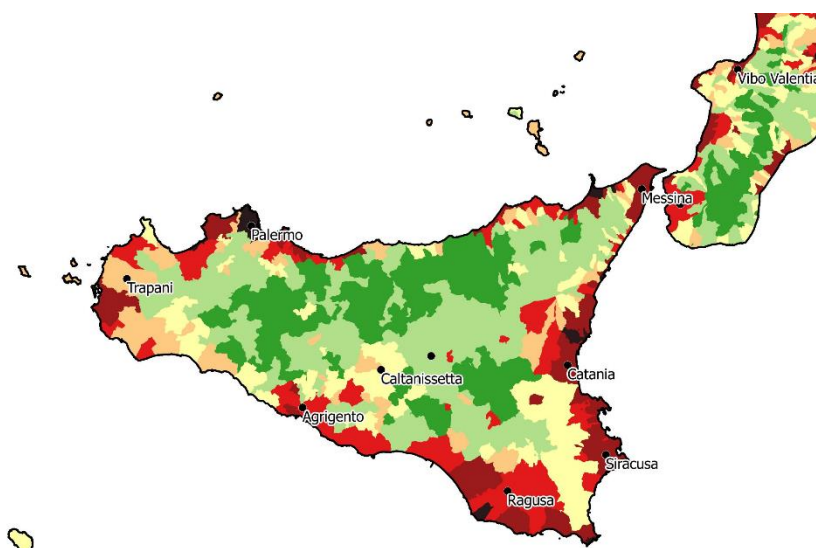 Vibo Valentia
Messina
Palermo
Trapani
Caltanissetta
Catania
Agrigento
Siracusa
Ragusa